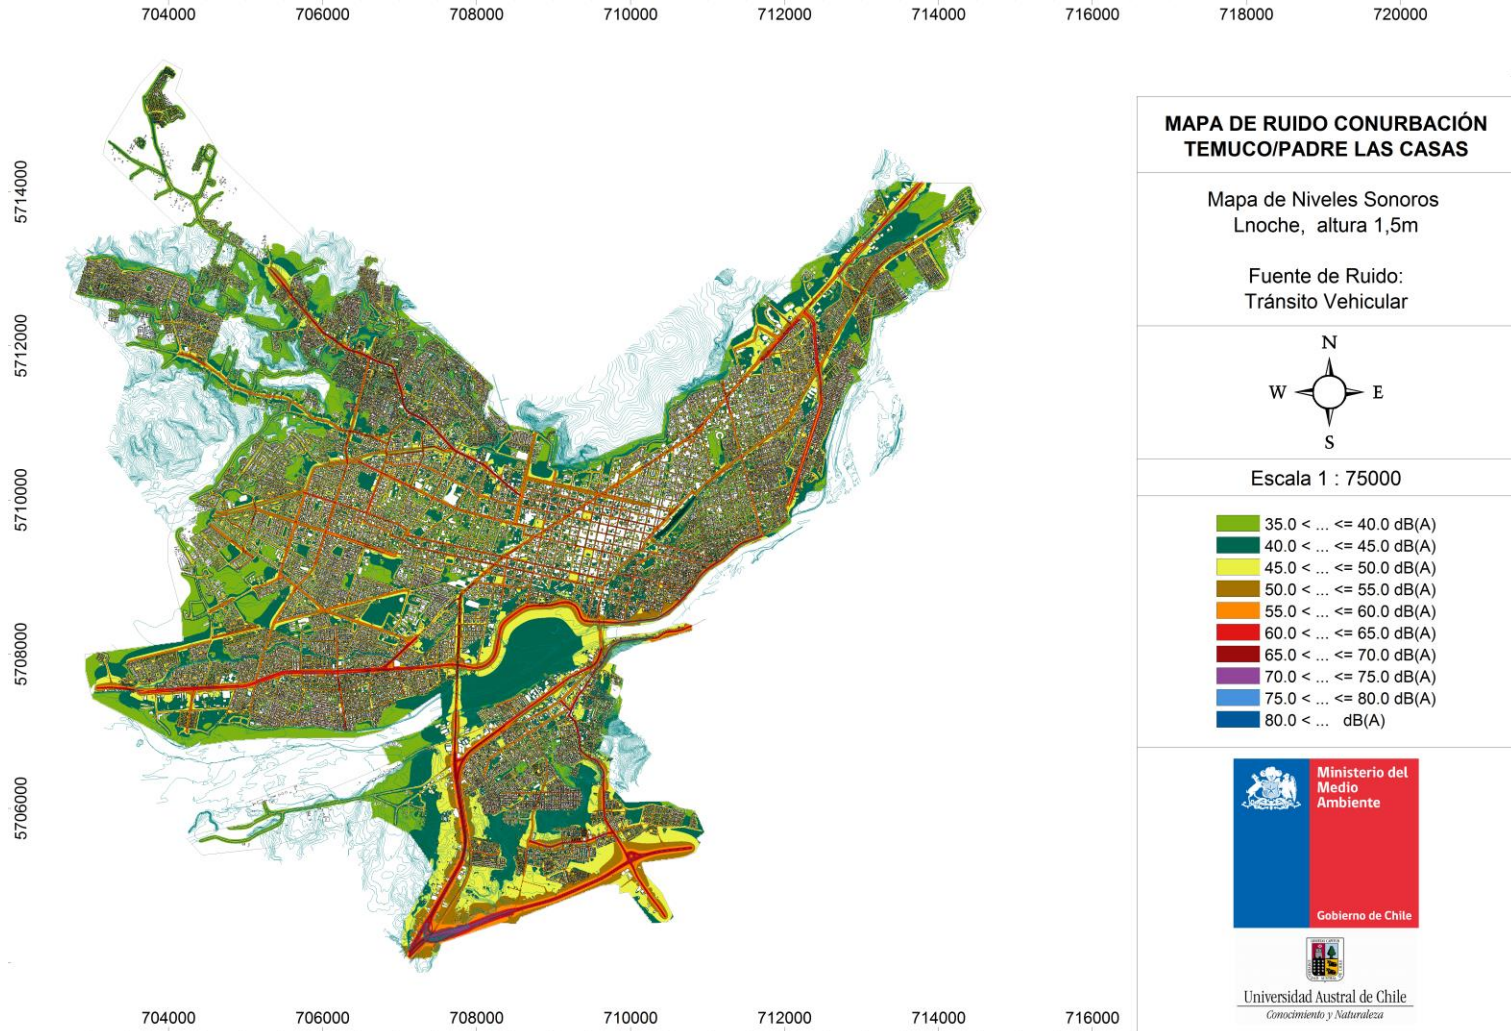 704000 706000 708000 710000 712000 714000 716000 718000 720000
MAPA DE RUIDO CONURBACIÓN
TEMUCO/PADRE LAS CASAS
Mapa de Niveles Sonoros
Lnoche, altura 1,5m
Fuente de Ruido:
Tránsito Vehicular
N
W E
S
Escala 1 : 75000
35.0 < ... <= 40.0 dB(A)
40.0 < ... <= 45.0 dB(A)
45.0 < ... <= 50.0 dB(A)
50.0 < ... <= 55.0 dB(A)
55.0 < ... <= 60.0 dB(A)
60.0 < ... <= 65.0 dB(A)
65.0 < ... <= 70.0 dB(A)
70.0 < ... <= 75.0 dB(A)
75.0 < ... <= 80.0 dB(A)
80.0 < ... dB(A)
Ministerio del
Medio
Ambiente
Gobierno de Chile
Universidad Austral de Chile
Conocimiento y Naturaleza
5714000
5712000
5710000
5708000
5706000
704000 706000 708000 710000 712000 714000 716000